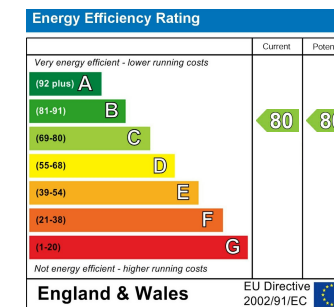 Energy Efficiency Rating
Current Poten
Very energy efficient - lower running costs
(92 plus) A
(81-91) B
80 80
(69-80) C
(55-68) D
(39-54) E
(21-38) F
(1-20) G
Not energy efficient - higher running costs
England & Wales
EU Directive
2002/91/EC